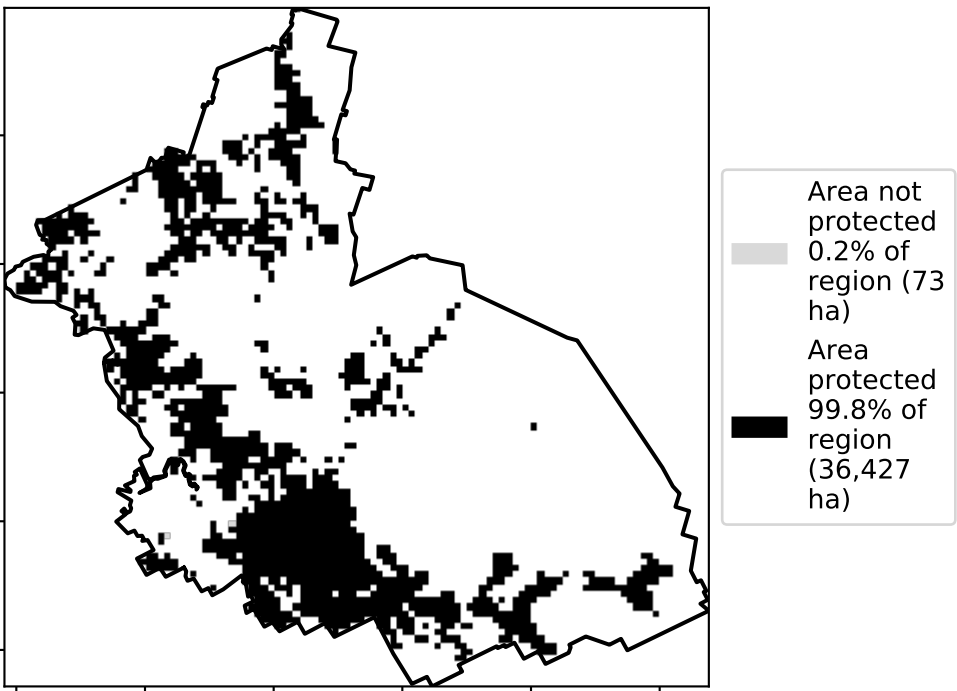 Area not
protected
0.2% of
region (73
ha)
Area
protected
99.8% of
region
(36,427
ha)